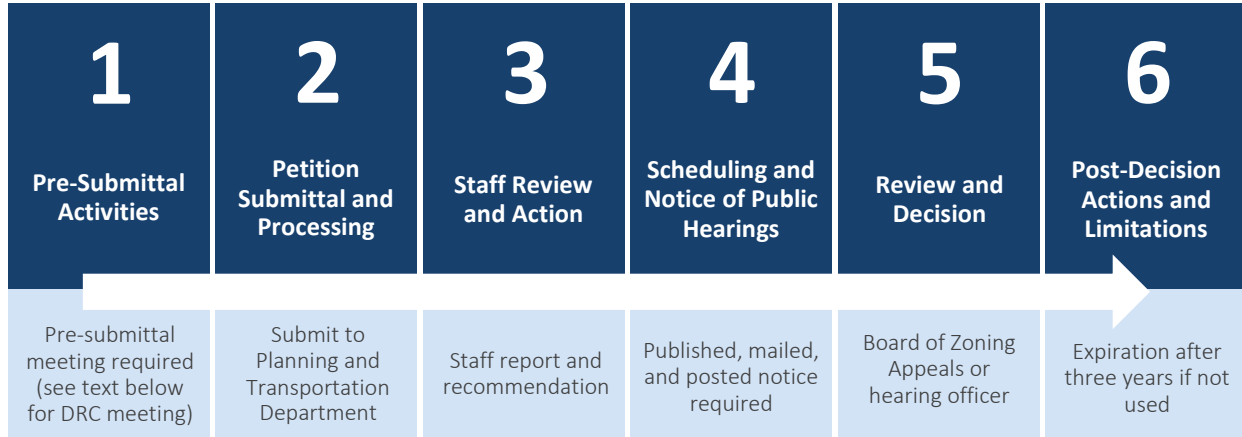 1
Pre-Submittal
Activities
Pre-submittal
meeting required
(see text below
for DRC meeting)
2
Petition
Submittal and
Processing
Submit to
Planning and
Transportation
Department
3
Staff Review
and Action
Staff report and
recommendation
4
Scheduling and
Notice of Public
Hearings
Published, mailed,
and posted notice
required
5
Review and
Decision
Board of Zoning
Appeals or
hearing officer
6
Post-Decision
Actions and
Limitations
Expiration after
three years if not
used